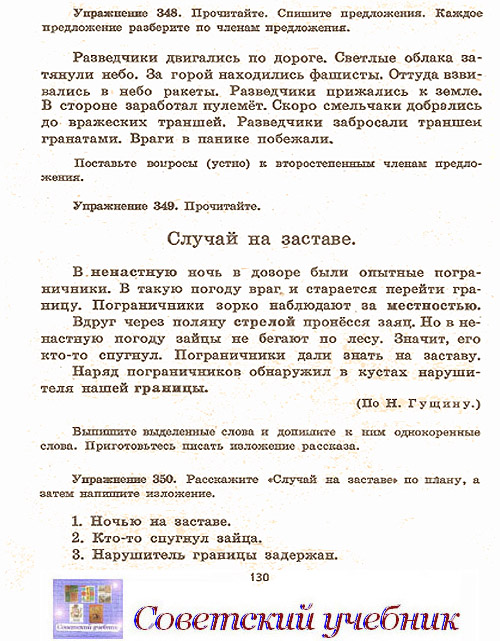 Упражнение 348. Прочитайте. Спишите предложения. Каждое
предложение разберите по членам предложения.
Разведчики двигались по дороге. Светлые облака за-
тянули небо. За горой находились фашисты. Оттуда взви-
вались в небо ракеты. Разведчики прижались к земле.
В стороне заработал пулемёт. Скоро смельчаки добрались
до вражеских траншей. Разведчики забросали траншеи
гранатами. Враги в панике побежали.
Поставьте вопросы (устно) к второстепенным членам предло-
жения.
Упражнение 349. Прочитайте.
Случай на заставе.
В ненастную ночь в дозоре были опытные погра-
ничники. В такую погоду враг и старается перейти гра-
ницу. Пограничники зорко наблюдают за местностью.
Вдруг через поляну стрелой пронёсся заяц. Но в не-
настную погоду зайцы не бегают по лесу. Значит, его
кто-то спугнул. Пограничники дали знать на заставу.
Наряд пограничников обнаружил в кустах наруши-
теля нашей границы.
(По Н. Гущину.)
Выпишите выделенные слова и допишите к ним однокоренные
слова. Приготовьтесь писать изложение рассказа.
Упражнение 350. Расскажите «Случай на заставе» по плану, а
затем напишите изложение.
1. Ночью на заставе.
2. Кто-то спугнул зайца.
3. Нарушитель границы задержан.
130
Советский учебник
Советский учебник